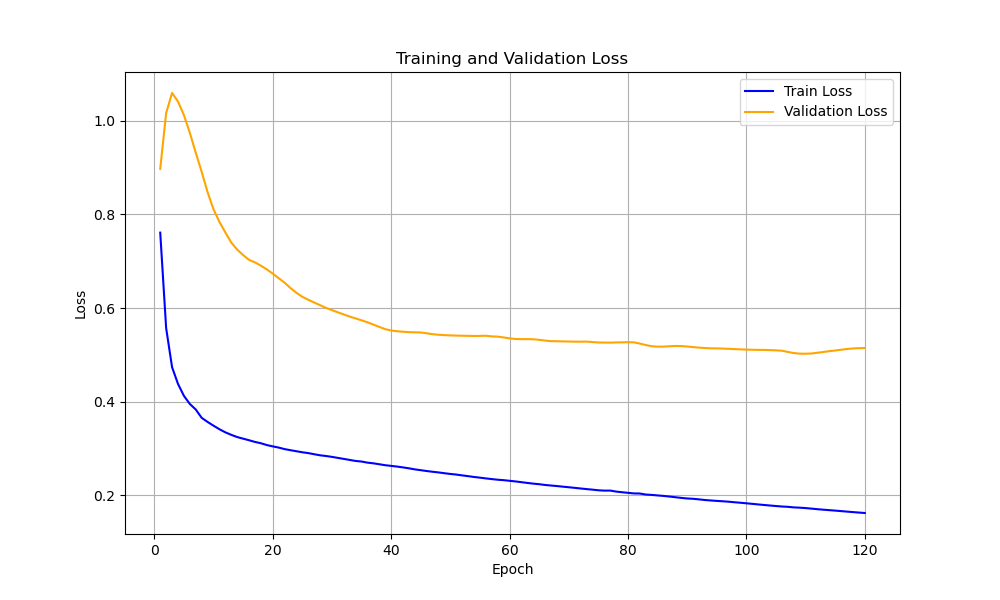 Training and Validation Loss
Train Loss
Validation Loss
1.0
0.8
0.6
0.4
0.2
Loss
0 20 40 60 80 100 120
Epoch